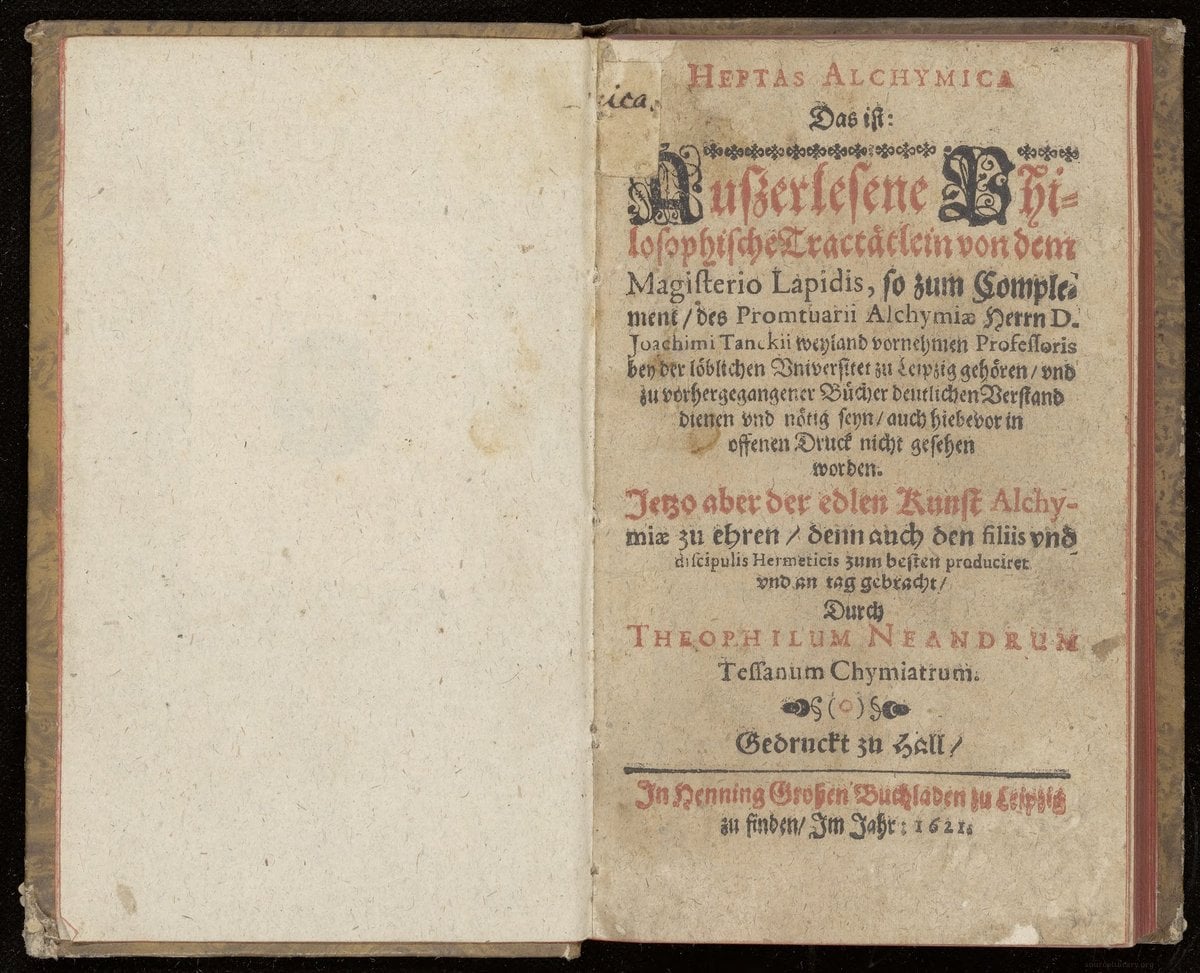 ica.
HEPTAS ALCHYMICA
Das ist:
Außerlesene Phi-
losophische Tractätlein von dem
Magisterio Lapidis, so zum Comple-
ment / des Promtuarii Alchymiæ Herrn D.
Joachimi Tanckii weyland vornehmen Professoris
bey der löblichen Vniversitet zu Leipzig gehören / vnd
zu vorhergegangener Bücher deutlichen Verstand
dienen vnd nötig seyn / auch hiebevor in
offenen Druck nicht gesehen
worden.
Jetzo aber der edlen Kunst Alchy-
miæ zu ehren / denn auch den filiis vnd
discipulis Hermeticis zum besten produciret
vnd an tag gebracht /
Durch
THEOPHILUM NEANDRUM
Tessanum Chymiatrum.
§ ( o ) §
Gedruckt zu Hall /
In Henning Großen Buchladen zu Leipzig
zu finden / Im Jahr : 1621.